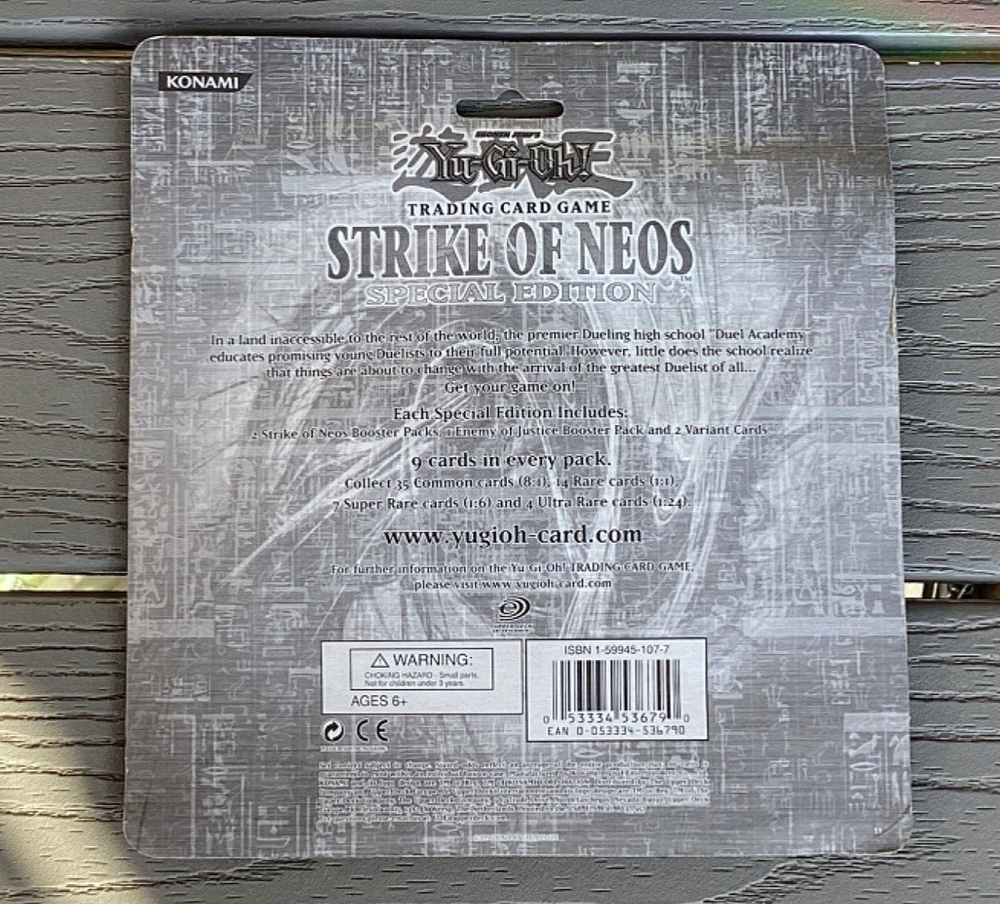 KONAMI
SHONEN JUMP'S
Yu-Gi-Oh!
TRADING CARD GAME
STRIKE OF NEOS™
SPECIAL EDITION
In a land inaccessible to the rest of the world, the premier Dueling high school "Duel Academy"
educates promising young Duelists to their full potential. However, little does the school realize
that things are about to change with the arrival of the greatest Duelist of all...
Get your game on!
Each Special Edition Includes:
2 Strike of Neos Booster Packs, 1 Enemy of Justice Booster Pack and 2 Variant Cards
9 cards in every pack.
Collect 35 Common cards (8:1), 14 Rare cards (1:1),
7 Super Rare cards (1:6) and 4 Ultra Rare cards (1:24).
www.yugioh-card.com
For further information on the Yu-Gi-Oh! TRADING CARD GAME,
please visit www.yugioh-card.com
⚠ WARNING:
CHOKING HAZARD - Small parts.
Not for children under 3 years.
AGES 6+
CE
ISBN 1-59945-107-7
0 53334 53679 0
EAN 0-053334-536790